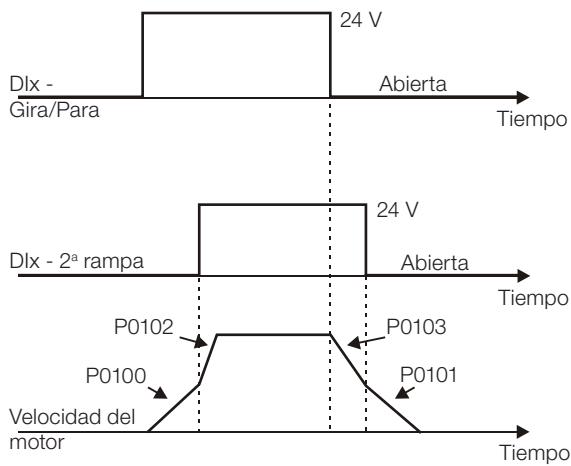 24 V
DIx -
Gira/Para
Abierta
Tiempo
24 V
DIx - 2ª rampa
Abierta
Tiempo
P0102
P0103
P0100
P0101
Velocidad del
motor
Tiempo